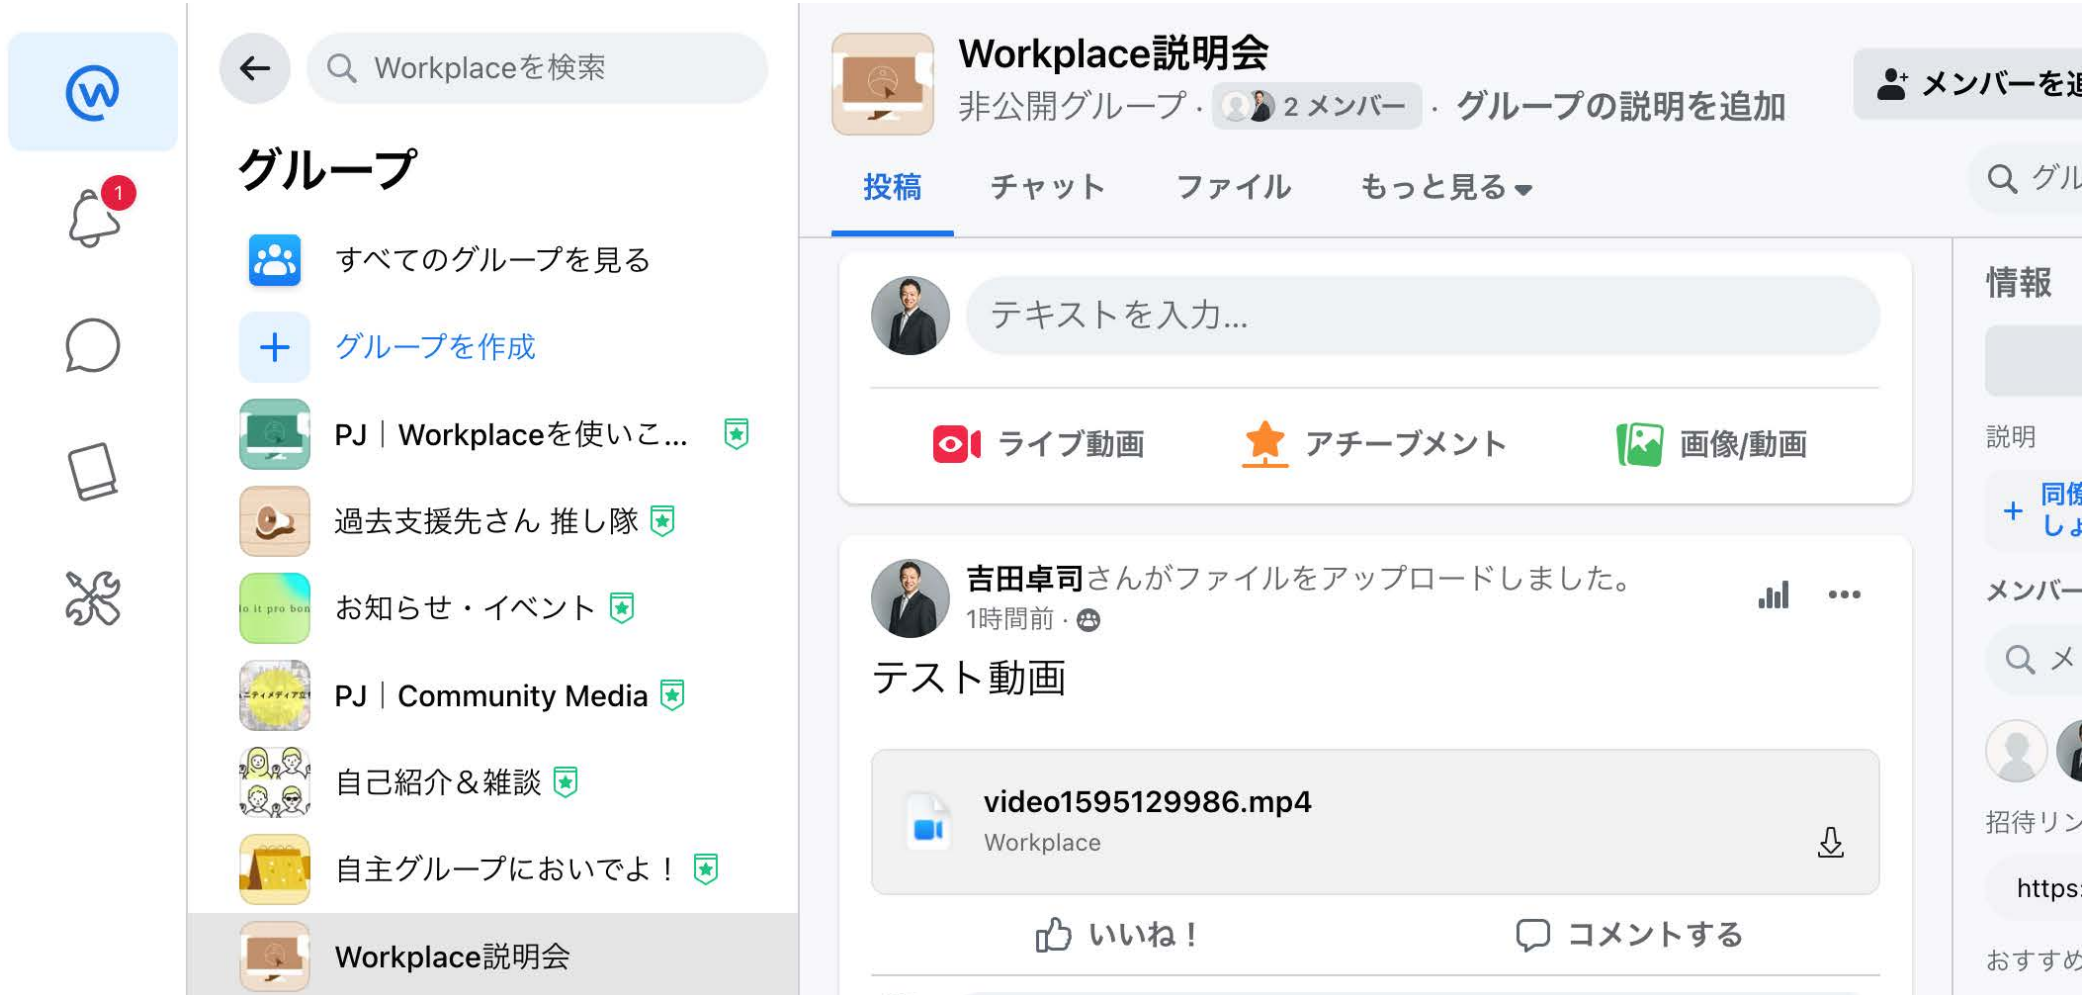 1
Workplaceを検索
グループ
すべてのグループを見る
グループを作成
PJ｜Workplaceを使いこ...
過去支援先さん 推し隊
お知らせ・イベント
PJ｜Community Media
自己紹介＆雑談
自主グループにおいでよ！
Workplace説明会
Workplace説明会
非公開グループ · 2 メンバー · グループの説明を追加
メンバーを追
投稿 チャット ファイル もっと見る
グル
テキストを入力...
ライブ動画 アチーブメント 画像/動画
吉田卓司さんがファイルをアップロードしました。
1時間前 ·
テスト動画
video1595129986.mp4
Workplace
いいね！ コメントする
情報
説明
+ 同僚
しょ
メンバー
メ
招待リン
https:
おすすめ